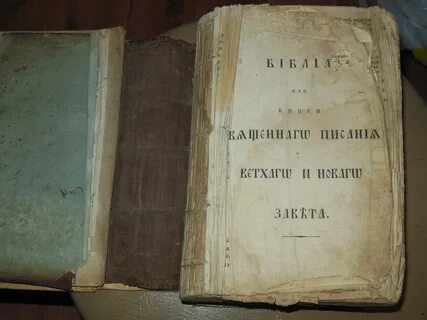 БІБЛІА
или
КНИГИ
СВѦЩЕННАГѠ ПИСАНІѦ
ВЕТХАГѠ И НОВАГѠ
ЗАВѢТА.